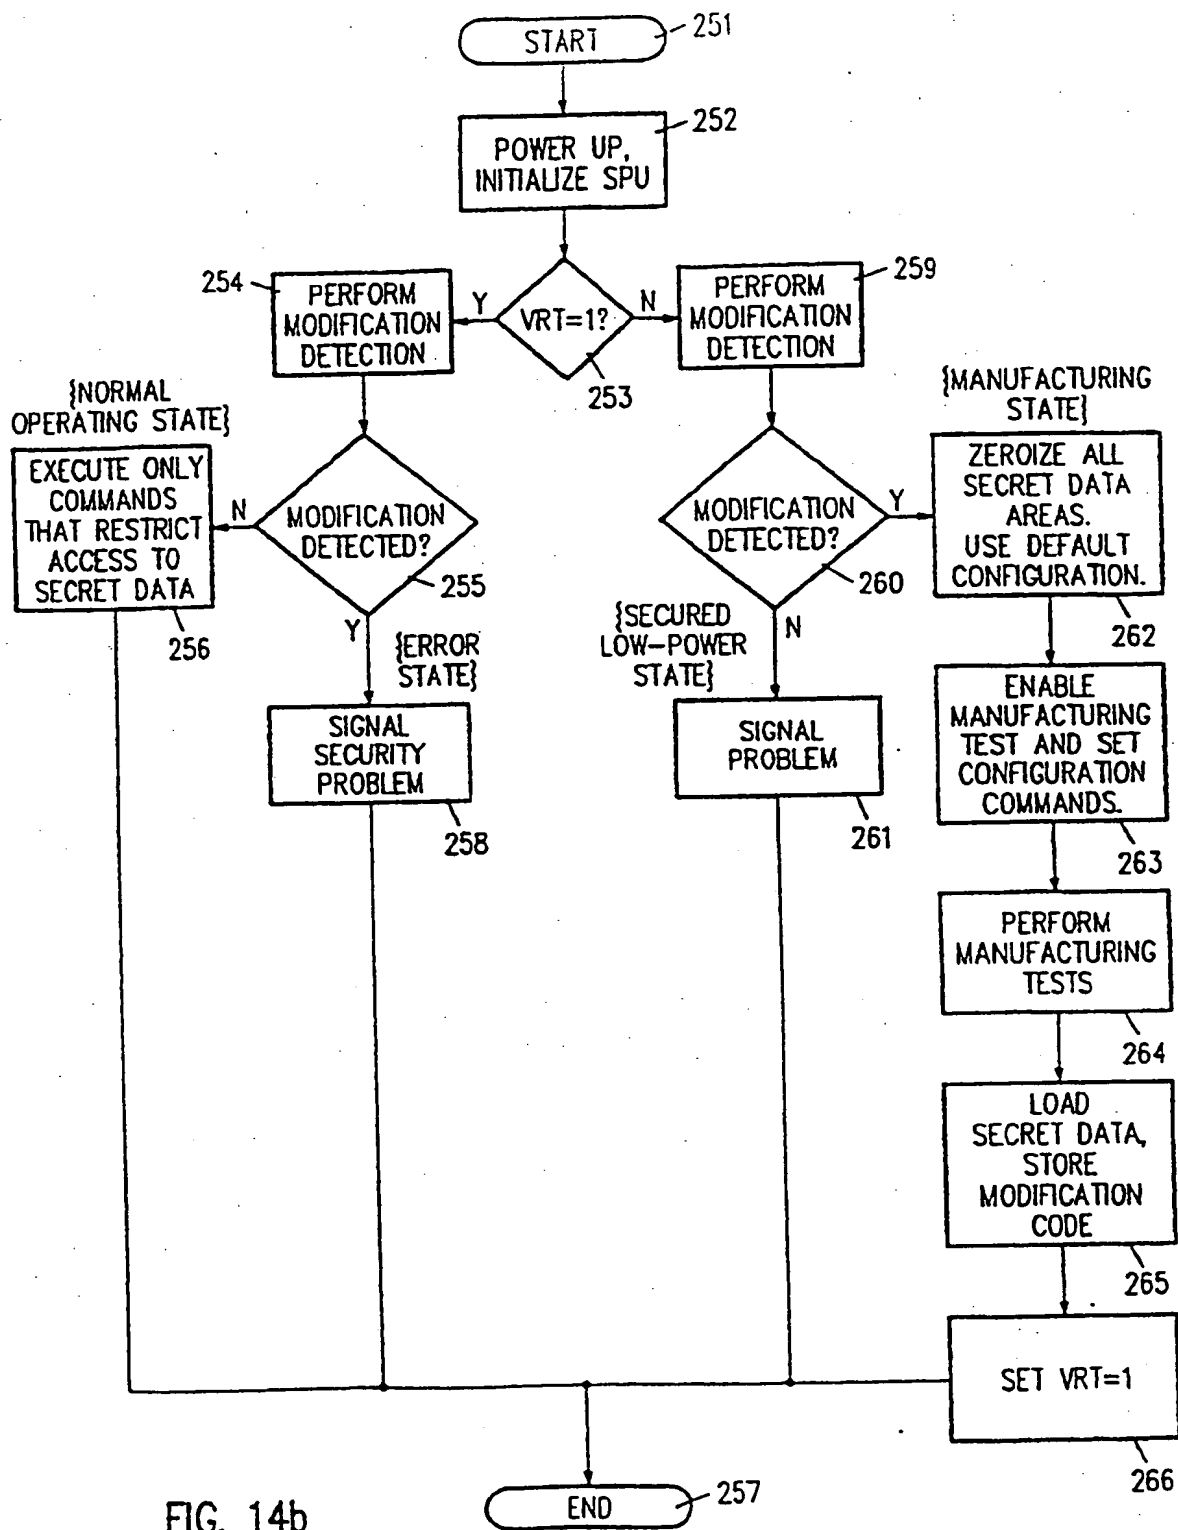 START
251
POWER UP,
INITIALIZE SPU
252
VRT=1?
Y
N
253
254
PERFORM
MODIFICATION
DETECTION
259
PERFORM
MODIFICATION
DETECTION
{NORMAL
OPERATING STATE}
EXECUTE ONLY
COMMANDS
THAT RESTRICT
ACCESS TO
SECRET DATA
256
N
MODIFICATION
DETECTED?
255
Y
{ERROR
STATE}
SIGNAL
SECURITY
PROBLEM
258
MODIFICATION
DETECTED?
260
Y
N
{SECURED
LOW-POWER
STATE}
SIGNAL
PROBLEM
261
{MANUFACTURING
STATE}
ZEROIZE ALL
SECRET DATA
AREAS.
USE DEFAULT
CONFIGURATION.
262
ENABLE
MANUFACTURING
TEST AND SET
CONFIGURATION
COMMANDS.
263
PERFORM
MANUFACTURING
TESTS
264
LOAD
SECRET DATA,
STORE
MODIFICATION
CODE
265
SET VRT=1
266
END
257
FIG. 14b